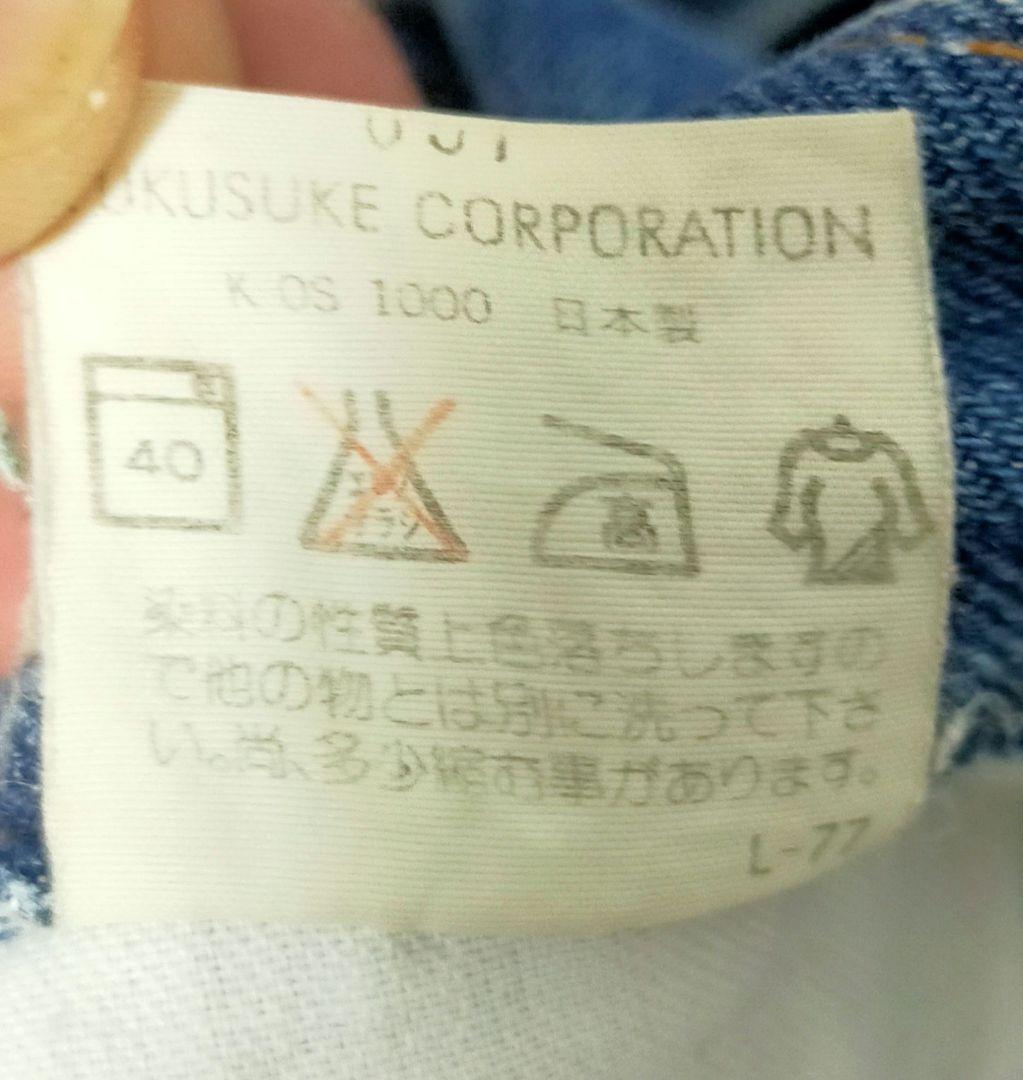 UKUSUKE CORPORATION
K OS 1000 日本製
40
高
染料の性質上色落ちしますの
で他の物とは別に洗って下さ
い。尚、多少縮む事があります。
L-77